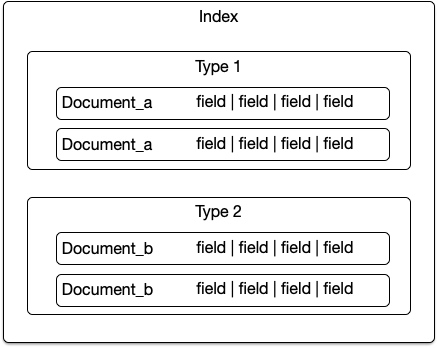 Index
Type 1
Document_a field | field | field | field
Document_a field | field | field | field
Type 2
Document_b field | field | field | field
Document_b field | field | field | field